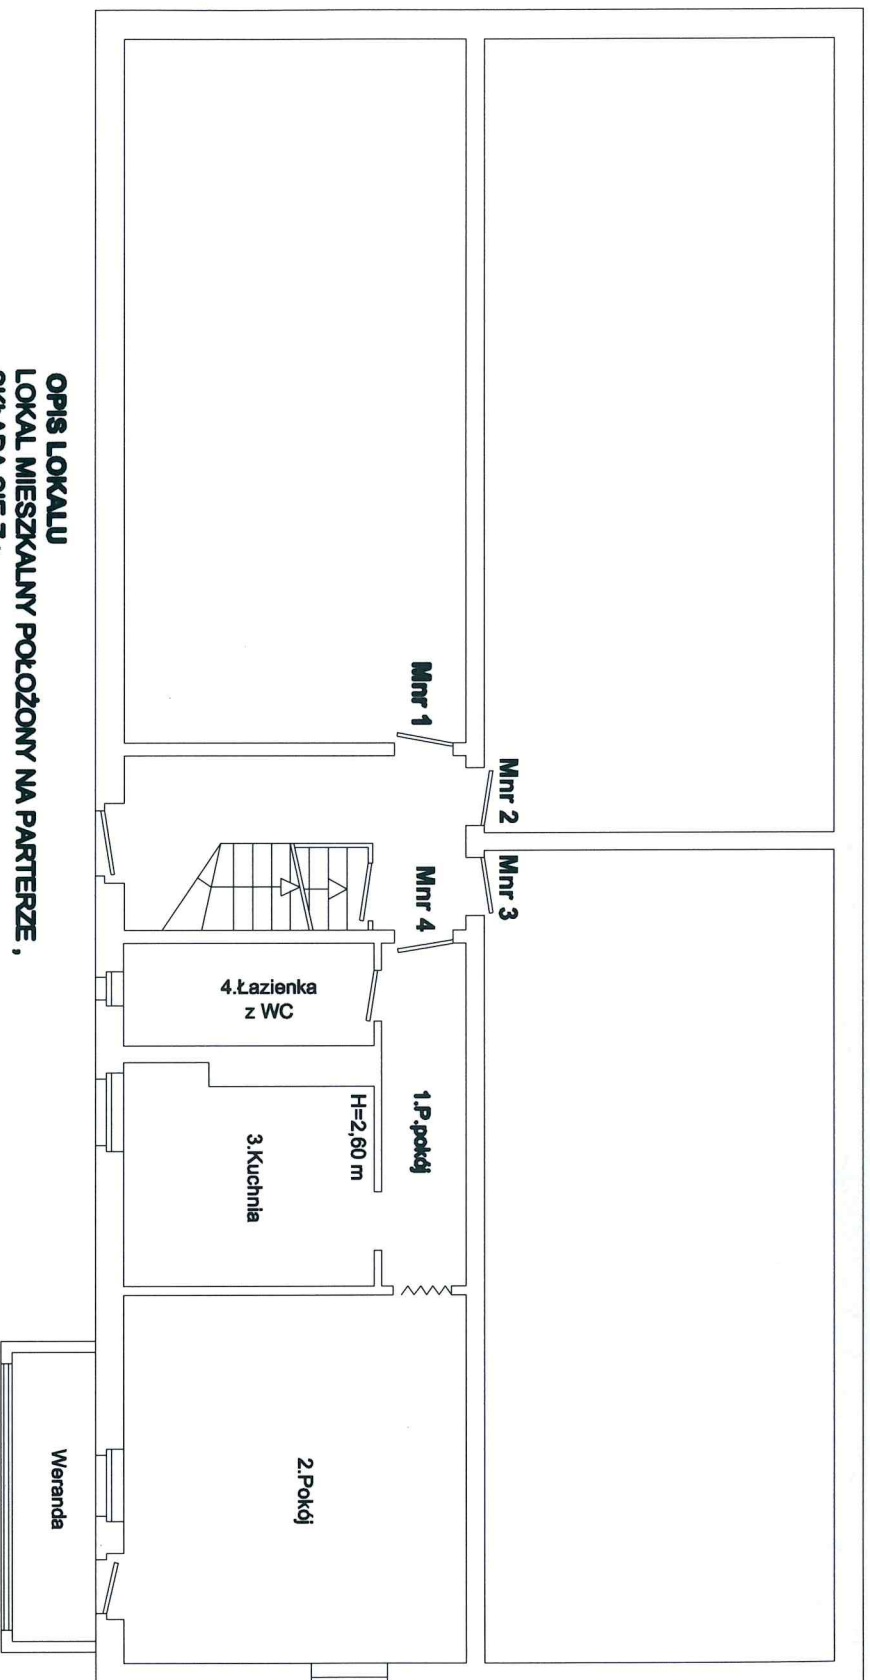 Mnr 2
Mnr 3
Mnr 1
Mnr 4
1.P.pokój
H=2,60 m
4.Łazienka
z WC
3.Kuchnia
2.Pokój
Weranda
OPIS LOKALU
LOKAL MIESZKALNY POŁOŻONY NA PARTERZE ,